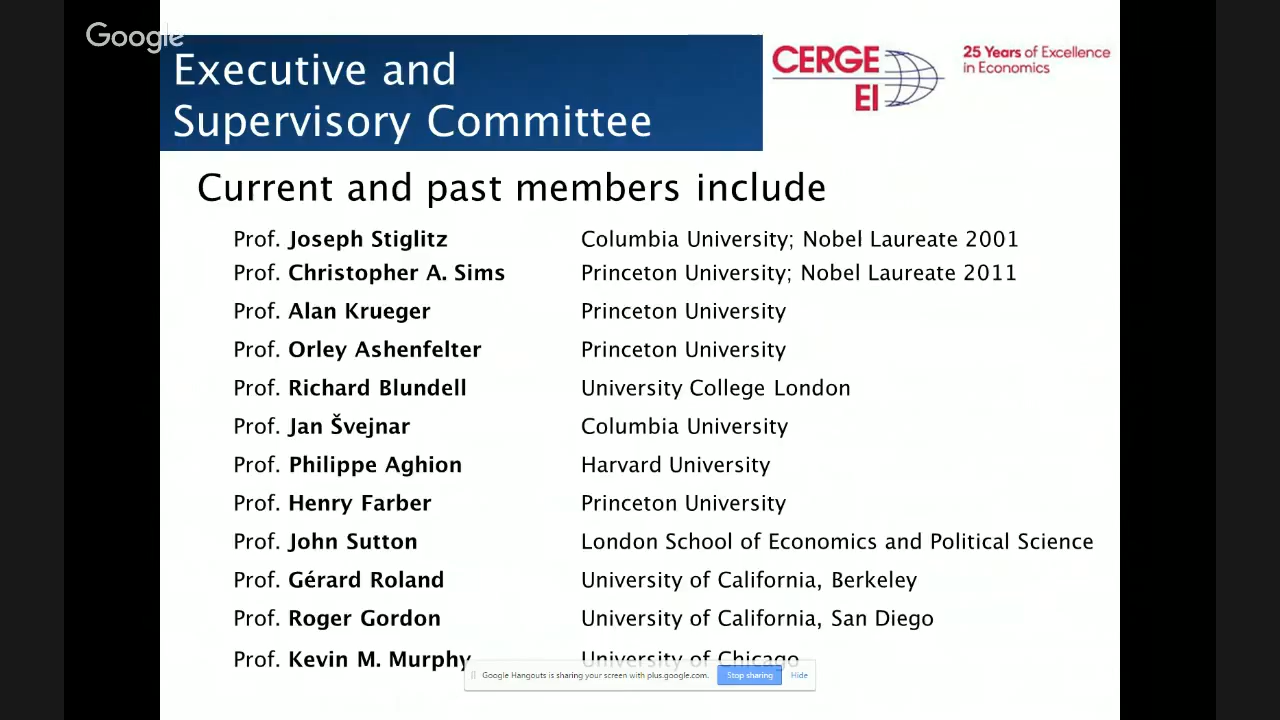 Google
Executive and
Supervisory Committee
CERGE
EI
25 Years of Excellence
in Economics
Current and past members include
Prof. Joseph Stiglitz Columbia University; Nobel Laureate 2001
Prof. Christopher A. Sims Princeton University; Nobel Laureate 2011
Prof. Alan Krueger Princeton University
Prof. Orley Ashenfelter Princeton University
Prof. Richard Blundell University College London
Prof. Jan Švejnar Columbia University
Prof. Philippe Aghion Harvard University
Prof. Henry Farber Princeton University
Prof. John Sutton London School of Economics and Political Science
Prof. Gérard Roland University of California, Berkeley
Prof. Roger Gordon University of California, San Diego
Prof. Kevin M. Murphy University of Chicago
Google Hangouts is sharing your screen with plus.google.com. Stop sharing Hide